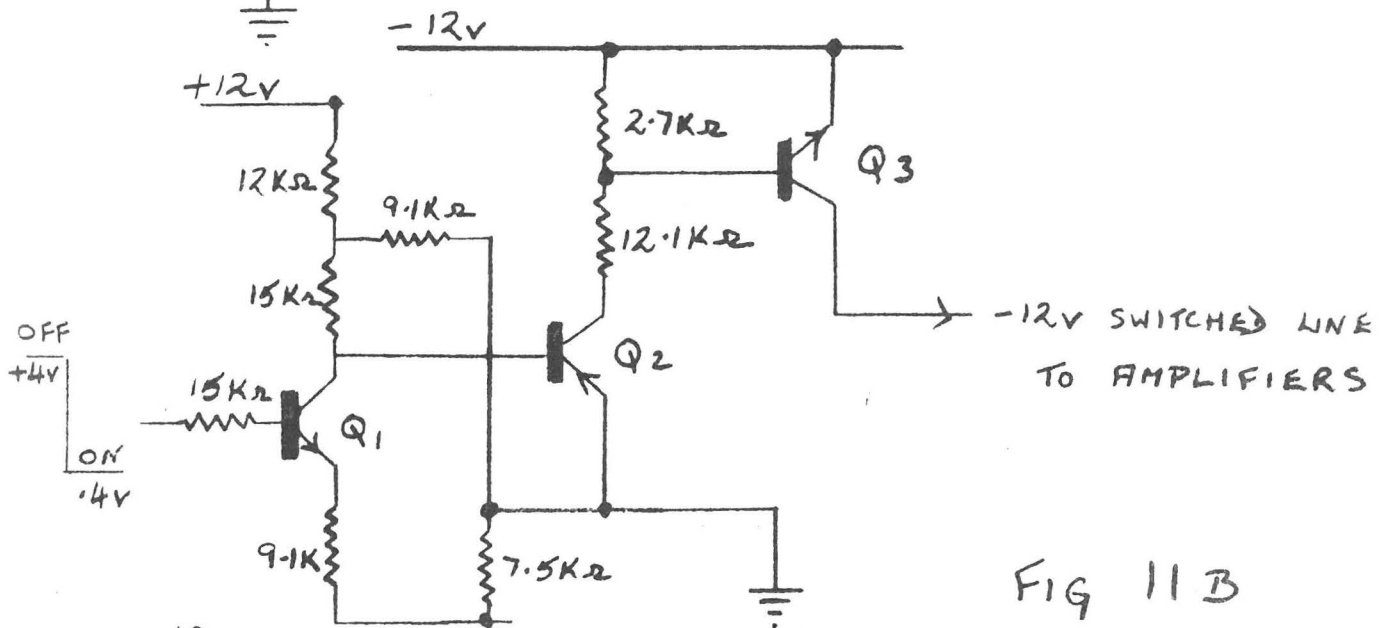 -12v
+12v
2.7KΩ
Q3
12KΩ
9.1KΩ
12.1KΩ
15KΩ
OFF
+4v
Q2
-12v SWITCHED LINE
TO AMPLIFIERS
15KΩ
Q1
ON
.4v
9.1K
7.5KΩ
FIG 11B